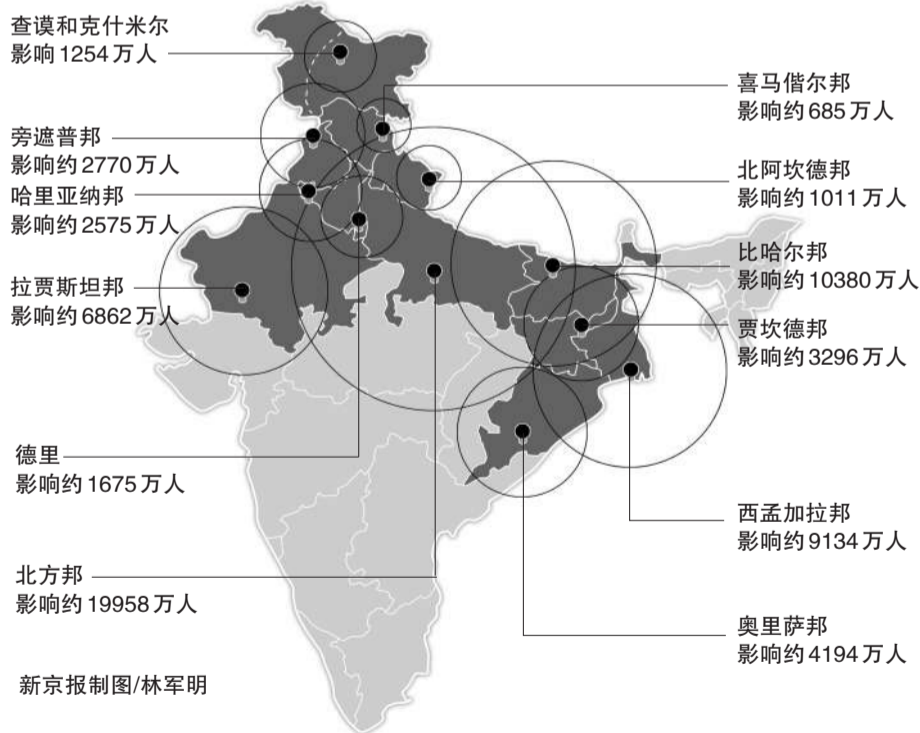 查谟和克什米尔
影响1254万人
旁遮普邦
影响约2770万人
哈里亚纳邦
影响约2575万人
拉贾斯坦邦
影响约6862万人
德里
影响约1675万人
北方邦
影响约19958万人
新京报制图/林军明
喜马偕尔邦
影响约685万人
北阿坎德邦
影响约1011万人
比哈尔邦
影响约10380万人
贾坎德邦
影响约3296万人
西孟加拉邦
影响约9134万人
奥里萨邦
影响约4194万人